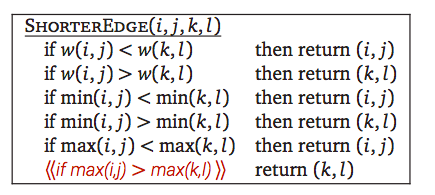 SHORTEREDGE(i, j, k, l)
if w(i, j) < w(k, l) then return (i, j)
if w(i, j) > w(k, l) then return (k, l)
if min(i, j) < min(k, l) then return (i, j)
if min(i, j) > min(k, l) then return (k, l)
if max(i, j) < max(k, l) then return (i, j)
⟨⟨if max(i,j) > max(k,l) ⟩⟩ return (k, l)